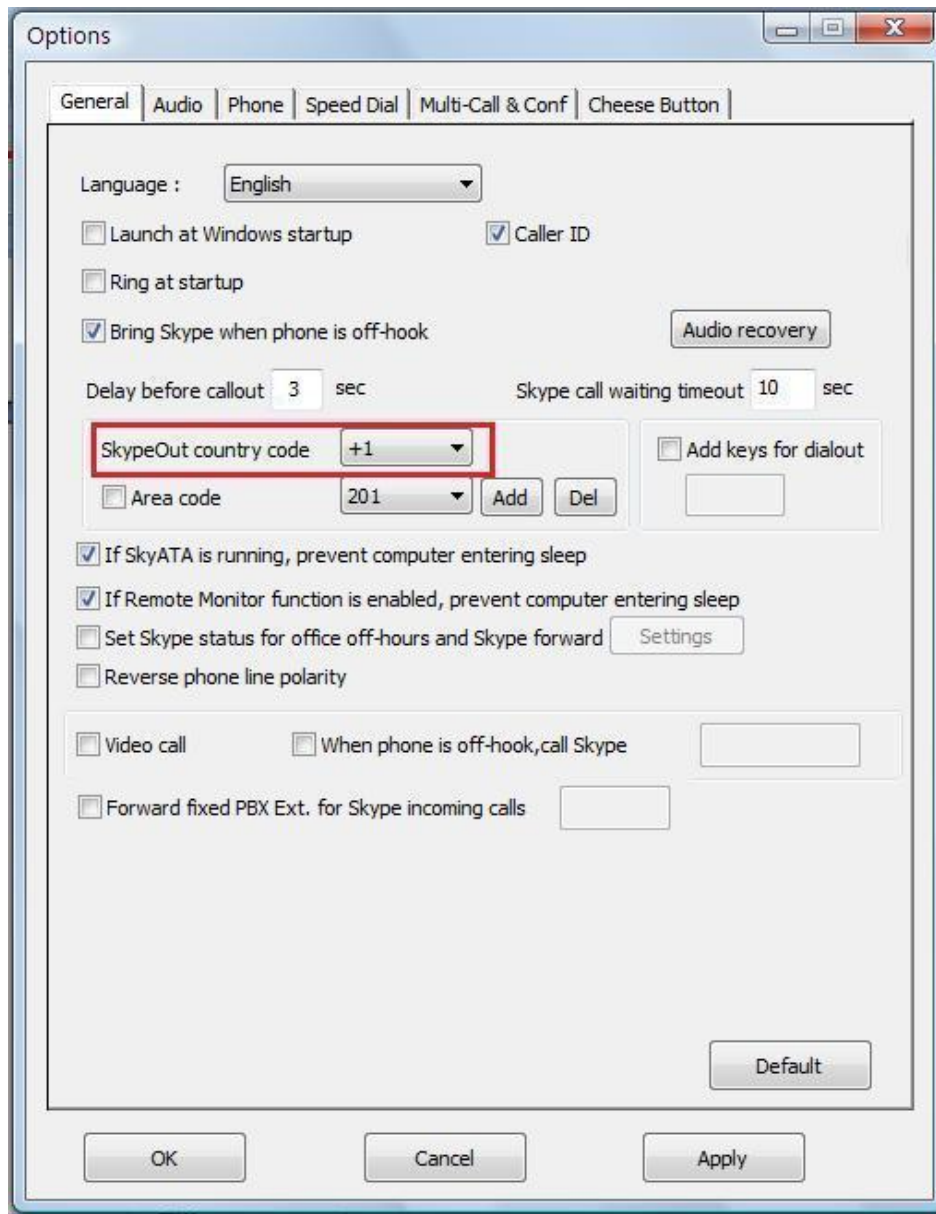 Options
General Audio Phone Speed Dial Multi-Call & Conf Cheese Button
Language : English
Launch at Windows startup Caller ID
Ring at startup
Bring Skype when phone is off-hook Audio recovery
Delay before callout 3 sec Skype call waiting timeout 10 sec
SkypeOut country code +1 Add keys for dialout
Area code 201 Add Del
If SkyATA is running, prevent computer entering sleep
If Remote Monitor function is enabled, prevent computer entering sleep
Set Skype status for office off-hours and Skype forward Settings
Reverse phone line polarity
Video call When phone is off-hook,call Skype
Forward fixed PBX Ext. for Skype incoming calls
Default
OK Cancel Apply